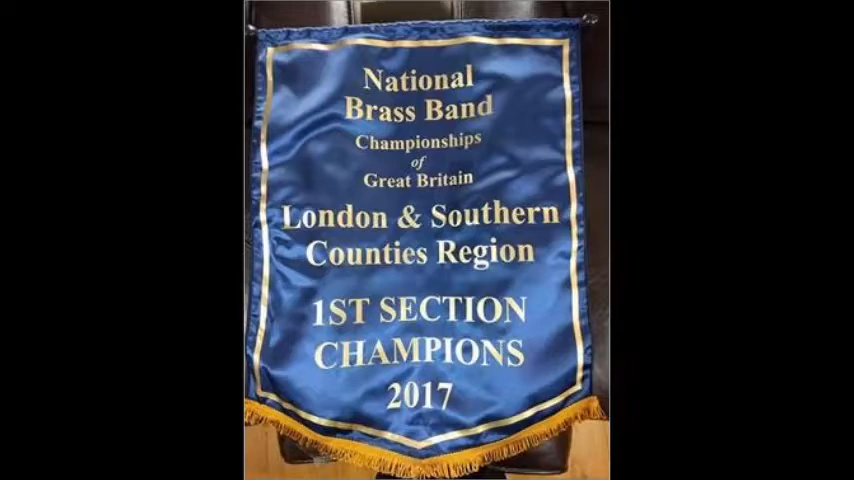 National
Brass Band
Championships
of
Great Britain
London & Southern
Counties Region
1ST SECTION
CHAMPIONS
2017